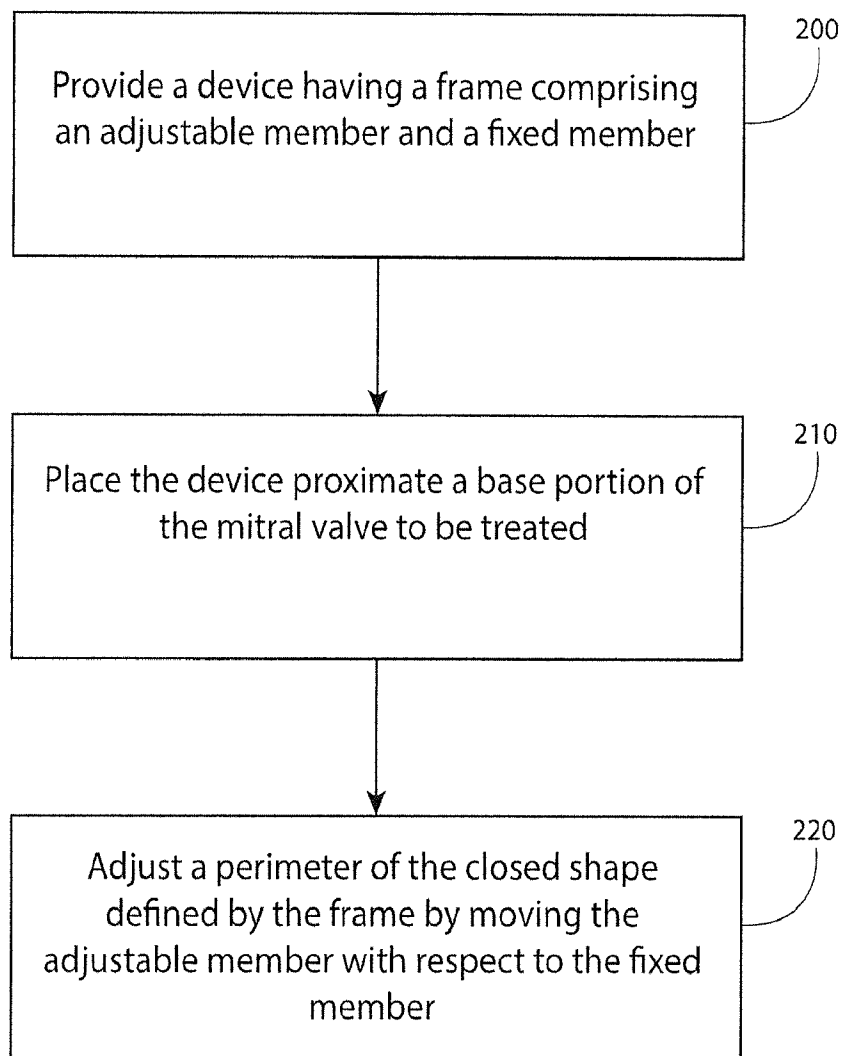 200
Provide a device having a frame comprising
an adjustable member and a fixed member
210
Place the device proximate a base portion of
the mitral valve to be treated
220
Adjust a perimeter of the closed shape
defined by the frame by moving the
adjustable member with respect to the fixed
member